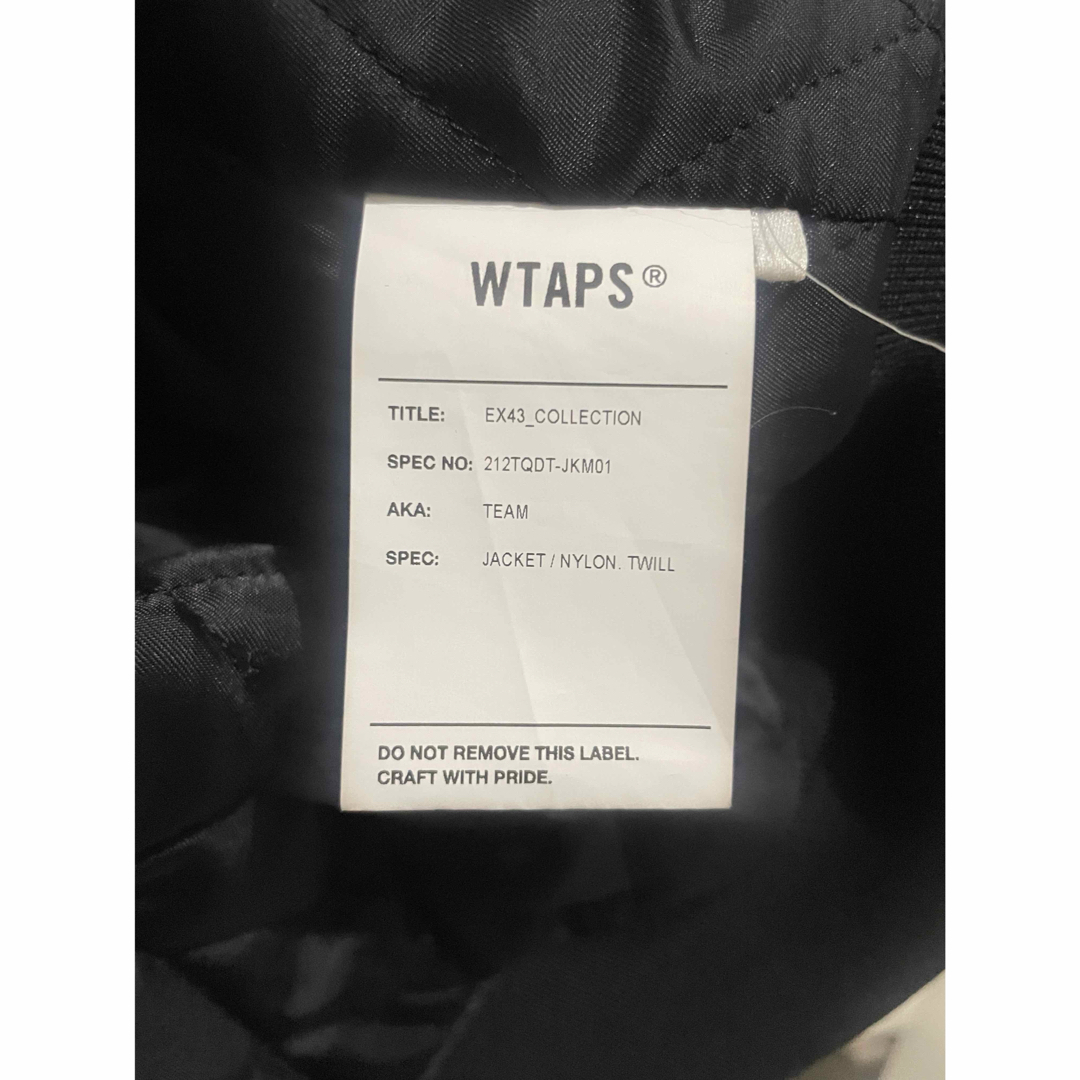 WTAPS®
TITLE: EX43_COLLECTION
SPEC NO: 212TQDT-JKM01
AKA: TEAM
SPEC: JACKET / NYLON. TWILL
DO NOT REMOVE THIS LABEL.
CRAFT WITH PRIDE.